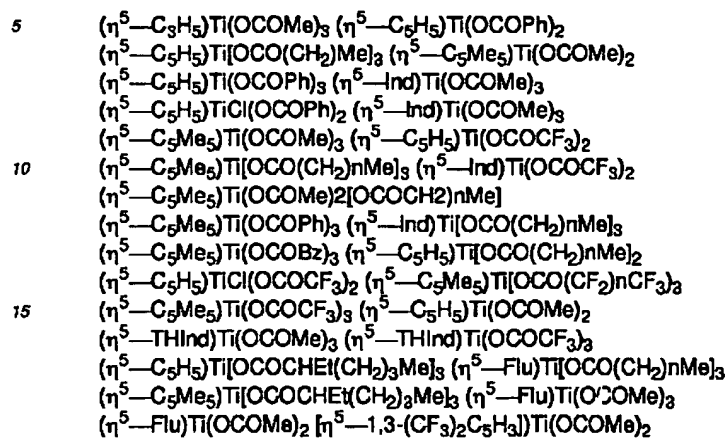 5 (η⁵—C₃H₅)Ti(OCOMe)₃ (η⁵—C₅H₅)Ti(OCOPh)₂
(η⁵—C₅H₅)Ti[OCO(CH₂)Me]₃ (η⁵—C₅Me₅)Ti(OCOMe)₂
(η⁵—C₅H₅)Ti(OCOPh)₃ (η⁵—Ind)Ti(OCOMe)₃
(η⁵—C₅H₅)TiCl(OCOPh)₂ (η⁵—Ind)Ti(OCOMe)₃
(η⁵—C₅Me₅)Ti(OCOMe)₃ (η⁵—C₅H₅)Ti(OCOCF₃)₂
10 (η⁵—C₅Me₅)Ti[OCO(CH₂)nMe]₃ (η⁵—Ind)Ti(OCOCF₃)₂
(η⁵—C₅Me₅)Ti(OCOMe)2[OCOCH2)nMe]
(η⁵—C₅Me₅)Ti(OCOPh)₃ (η⁵—Ind)Ti[OCO(CH₂)nMe]₃
(η⁵—C₅Me₅)Ti(OCOBz)₃ (η⁵—C₅H₅)Ti[OCO(CH₂)nMe]₂
(η⁵—C₅H₅)TiCl(OCOCF₃)₂ (η⁵—C₅Me₅)Ti[OCO(CF₂)nCF₃)₃
15 (η⁵—C₅Me₅)Ti(OCOCF₃)₃ (η⁵—C₅H₅)Ti(OCOMe)₂
(η⁵—THInd)Ti(OCOMe)₃ (η⁵—THInd)Ti(OCOCF₃)₃
(η⁵—C₅H₅)Ti[OCOCHEt(CH₂)₃Me]₃ (η⁵—Flu)Ti[OCO(CH₂)nMe]₃
(η⁵—C₅Me₅)Ti[OCOCHEt(CH₂)₃Me]₃ (η⁵—Flu)Ti(OCOMe)₃
(η⁵—Flu)Ti(OCOMe)₂ [η⁵—1,3-(CF₃)₂C₅H₃])Ti(OCOMe)₂